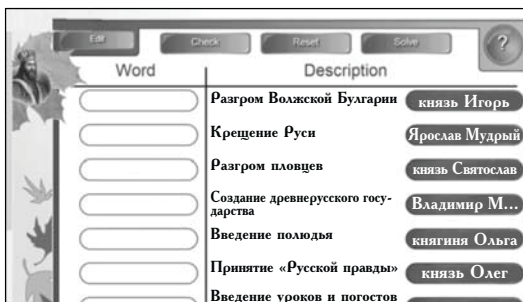 Edit Check Reset Solve ?
Word Description
Разгром Волжской Булгарии князь Игорь
Крещение Руси Ярослав Мудрый
Разгром пловцев князь Святослав
Создание древнерусского госу-
дарства Владимир М...
Введение полюдья княгиня Ольга
Принятие «Русской правды» князь Олег
Введение уроков и погостов